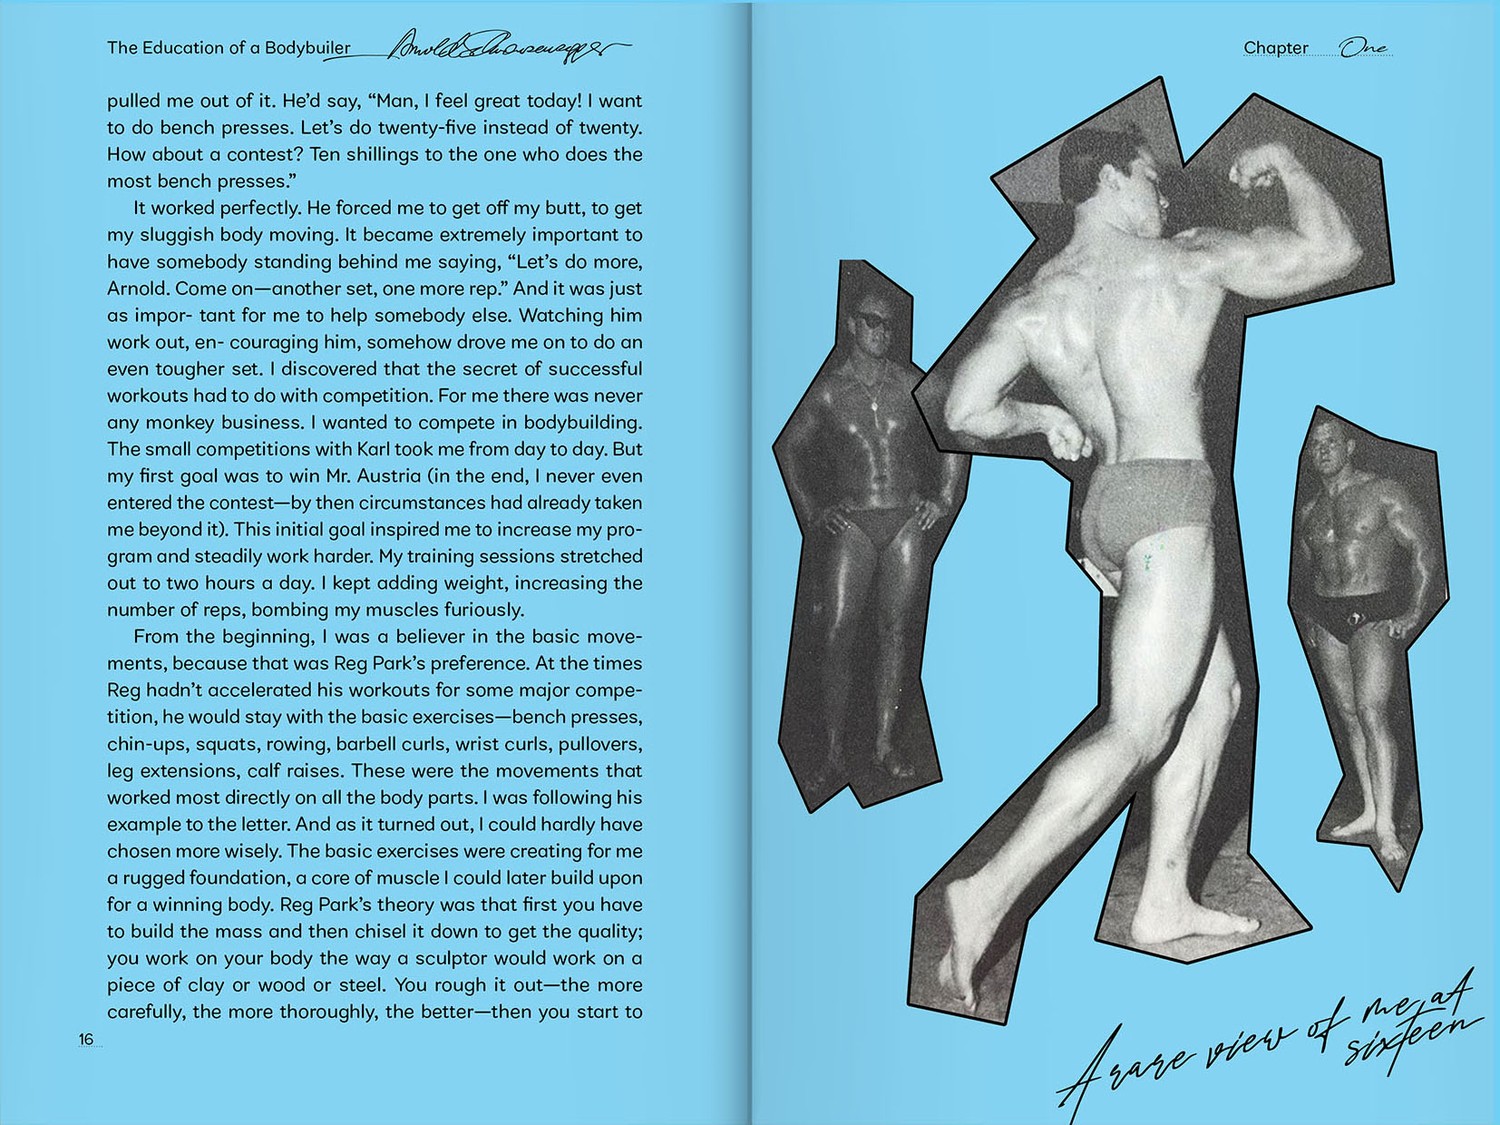 The Education of a Bodybuiler Arnold Schwarzenegger
pulled me out of it. He’d say, “Man, I feel great today! I want
to do bench presses. Let’s do twenty-five instead of twenty.
How about a contest? Ten shillings to the one who does the
most bench presses.”
It worked perfectly. He forced me to get off my butt, to get
my sluggish body moving. It became extremely important to
have somebody standing behind me saying, “Let’s do more,
Arnold. Come on—another set, one more rep.” And it was just
as impor- tant for me to help somebody else. Watching him
work out, en- couraging him, somehow drove me on to do an
even tougher set. I discovered that the secret of successful
workouts had to do with competition. For me there was never
any monkey business. I wanted to compete in bodybuilding.
The small competitions with Karl took me from day to day. But
my first goal was to win Mr. Austria (in the end, I never even
entered the contest—by then circumstances had already taken
me beyond it). This initial goal inspired me to increase my pro-
gram and steadily work harder. My training sessions stretched
out to two hours a day. I kept adding weight, increasing the
number of reps, bombing my muscles furiously.
From the beginning, I was a believer in the basic move-
ments, because that was Reg Park’s preference. At the times
Reg hadn’t accelerated his workouts for some major compe-
tition, he would stay with the basic exercises—bench presses,
chin-ups, squats, rowing, barbell curls, wrist curls, pullovers,
leg extensions, calf raises. These were the movements that
worked most directly on all the body parts. I was following his
example to the letter. And as it turned out, I could hardly have
chosen more wisely. The basic exercises were creating for me
a rugged foundation, a core of muscle I could later build upon
for a winning body. Reg Park’s theory was that first you have
to build the mass and then chisel it down to get the quality;
you work on your body the way a sculptor would work on a
piece of clay or wood or steel. You rough it out—the more
carefully, the more thoroughly, the better—then you start to
16
Chapter One
A rare view of me, at
sixteen